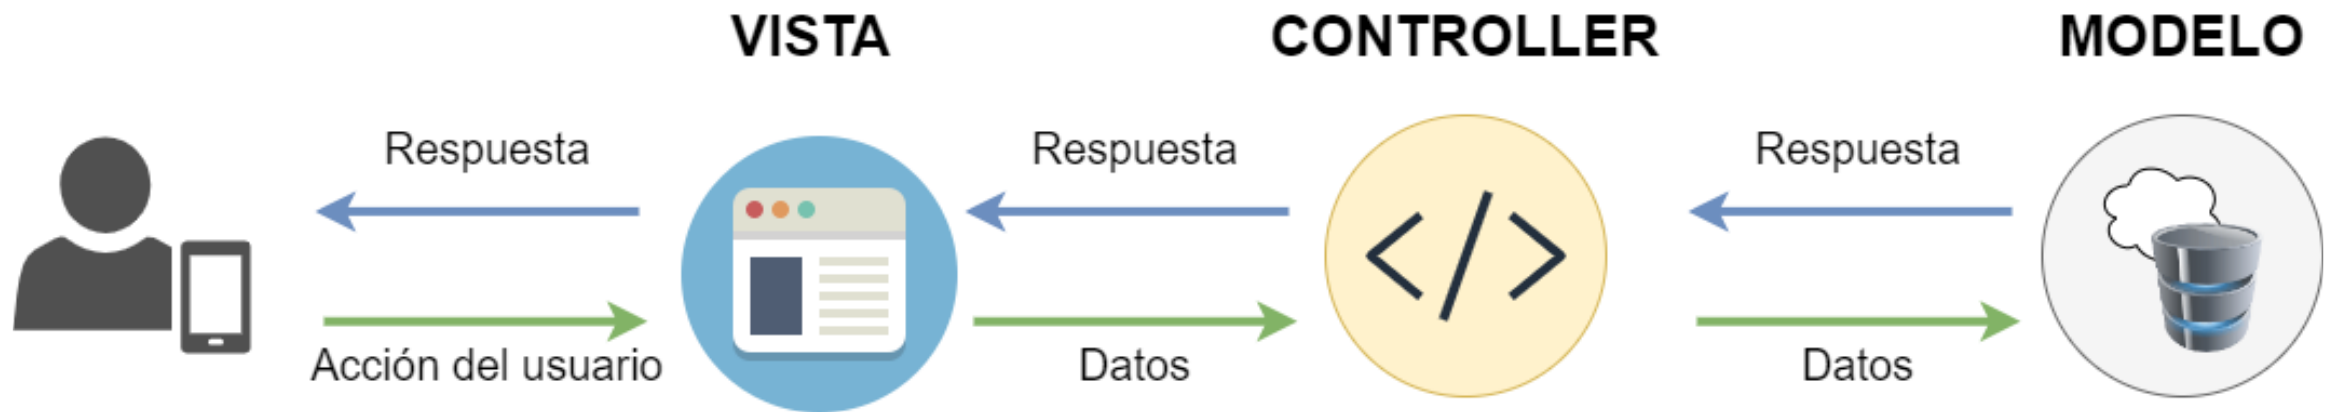 VISTA
CONTROLLER
MODELO
Respuesta
Respuesta
Respuesta
Acción del usuario
Datos
Datos